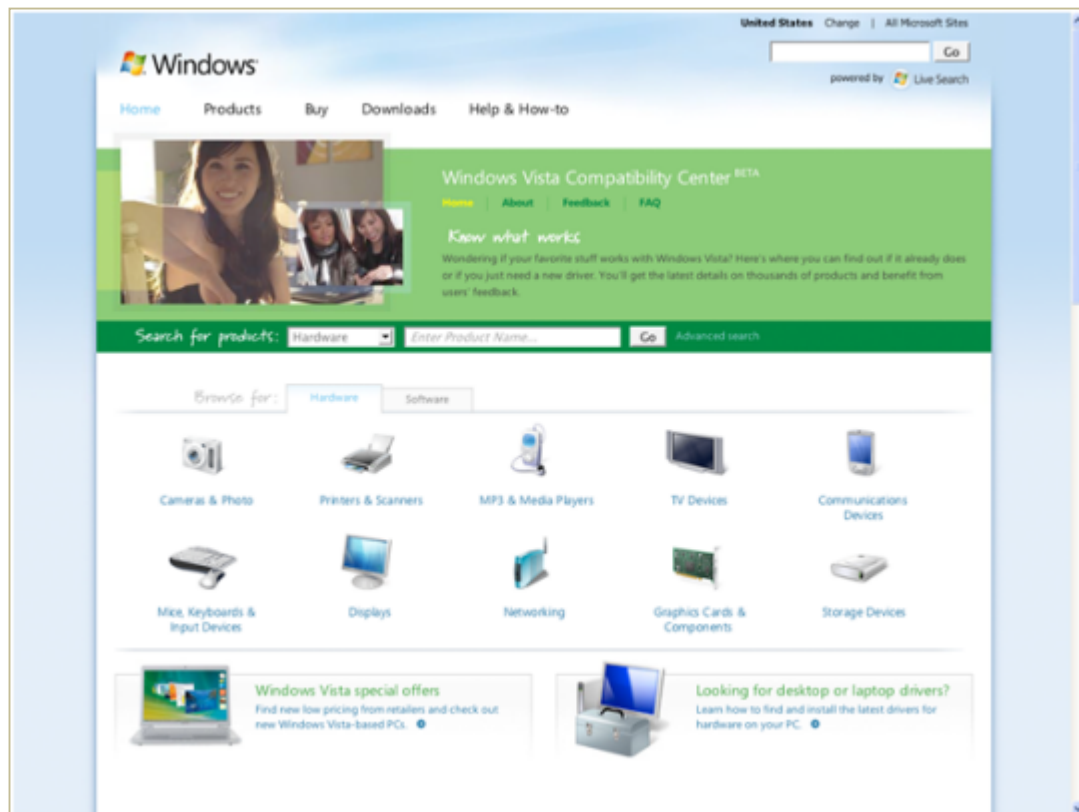 United States Change | All Microsoft Sites
Go
Windows
powered by Live Search
Home Products Buy Downloads Help & How-to
Windows Vista Compatibility Center BETA
Home | About | Feedback | FAQ
Know what works
Wondering if your favorite stuff works with Windows Vista? Here's where you can find out if it already does
or if you just need a new driver. You'll get the latest details on thousands of products and benefit from
users' feedback.
Search for products: Hardware Enter Product Name... Go Advanced search
Browse for: Hardware Software
Cameras & Photo Printers & Scanners MP3 & Media Players TV Devices Communications
Devices
Mice, Keyboards & Displays Networking Graphics Cards & Storage Devices
Input Devices Components
Windows Vista special offers
Find new low pricing from retailers and check out
new Windows Vista-based PCs.
Looking for desktop or laptop drivers?
Learn how to find and install the latest drivers for
hardware on your PC.